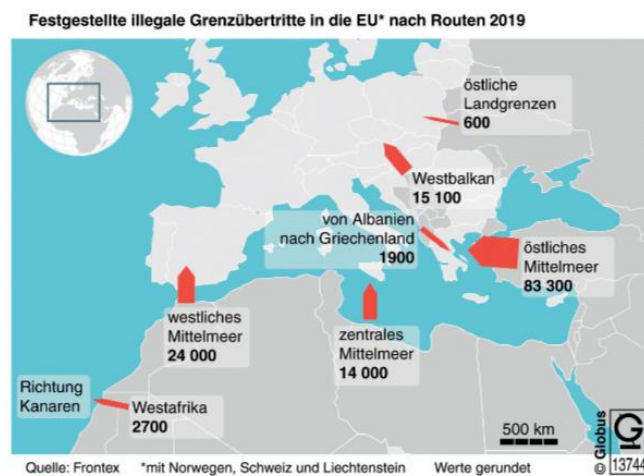 Festgestellte illegale Grenzübertritte in die EU* nach Routen 2019
östliche
Landgrenzen
600
Westbalkan
15 100
von Albanien
nach Griechenland
1900
östliches
Mittelmeer
83 300
westliches
Mittelmeer
24 000
zentrales
Mittelmeer
14 000
Richtung
Kanaren
Westafrika
2700
500 km
© Globus
G
13744
Quelle: Frontex *mit Norwegen, Schweiz und Liechtenstein Werte gerundet